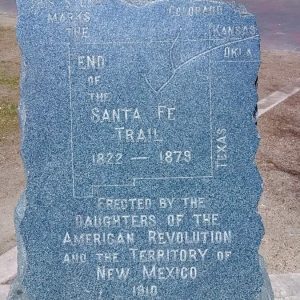 MARKS
THE
COLORADO
KANSAS
OKLA
END
OF
THE
SANTA FE
TRAIL
1822 — 1879
TEXAS
ERECTED BY THE
DAUGHTERS OF THE
AMERICAN REVOLUTION
AND THE TERRITORY OF
NEW MEXICO
1910